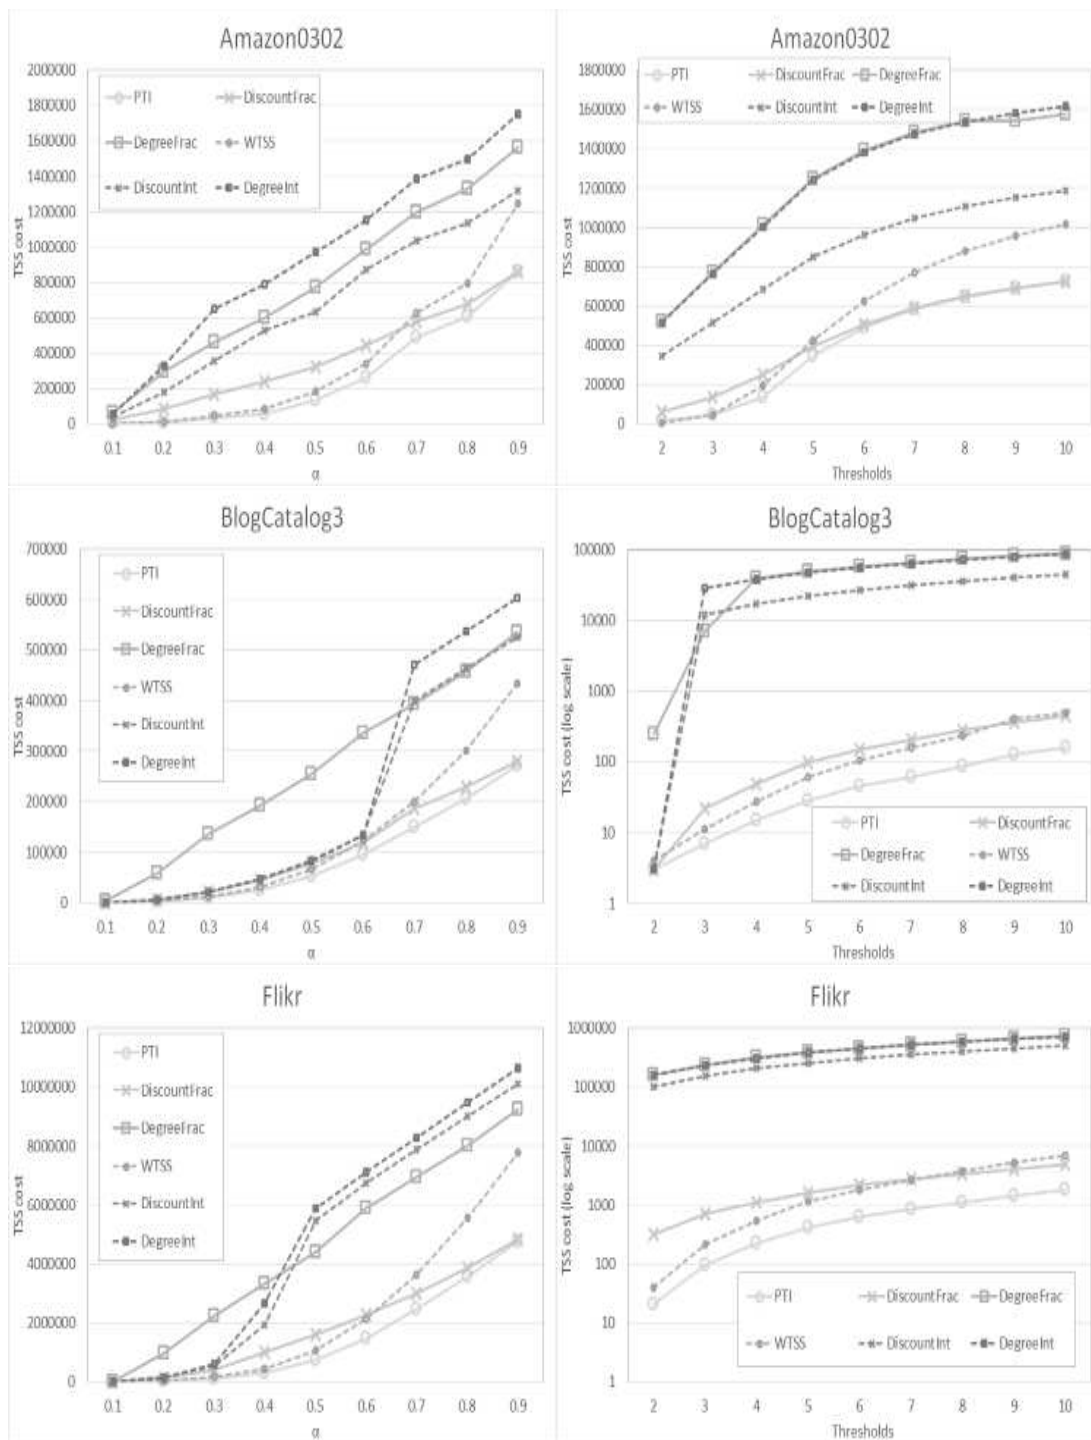 Amazon0302
2000000
1800000
1600000
1400000
1200000
1000000
800000
600000
400000
200000
0
TSS cost
PTI DiscountFrac
DegreeFrac WTSS
DiscountInt DegreeInt
0.1 0.2 0.3 0.4 0.5 0.6 0.7 0.8 0.9
α
Amazon0302
1800000
1600000
1400000
1200000
1000000
800000
600000
400000
200000
0
TSS cost
PTI DiscountFrac DegreeFrac
WTSS DiscountInt DegreeInt
2 3 4 5 6 7 8 9 10
Thresholds
BlogCatalog3
700000
600000
500000
400000
300000
200000
100000
0
TSS cost
PTI
DiscountFrac
DegreeFrac
WTSS
DiscountInt
DegreeInt
0.1 0.2 0.3 0.4 0.5 0.6 0.7 0.8 0.9
α
BlogCatalog3
100000
10000
1000
100
10
1
TSS cost (log scale)
PTI DiscountFrac
DegreeFrac WTSS
DiscountInt DegreeInt
2 3 4 5 6 7 8 9 10
Thresholds
Flikr
12000000
10000000
8000000
6000000
4000000
2000000
0
TSS cost
PTI
DiscountFrac
DegreeFrac
WTSS
DiscountInt
DegreeInt
0.1 0.2 0.3 0.4 0.5 0.6 0.7 0.8 0.9
α
Flikr
1000000
100000
10000
1000
100
10
1
TSS cost (log scale)
PTI DiscountFrac DegreeFrac
WTSS DiscountInt DegreeInt
2 3 4 5 6 7 8 9 10
Thresholds